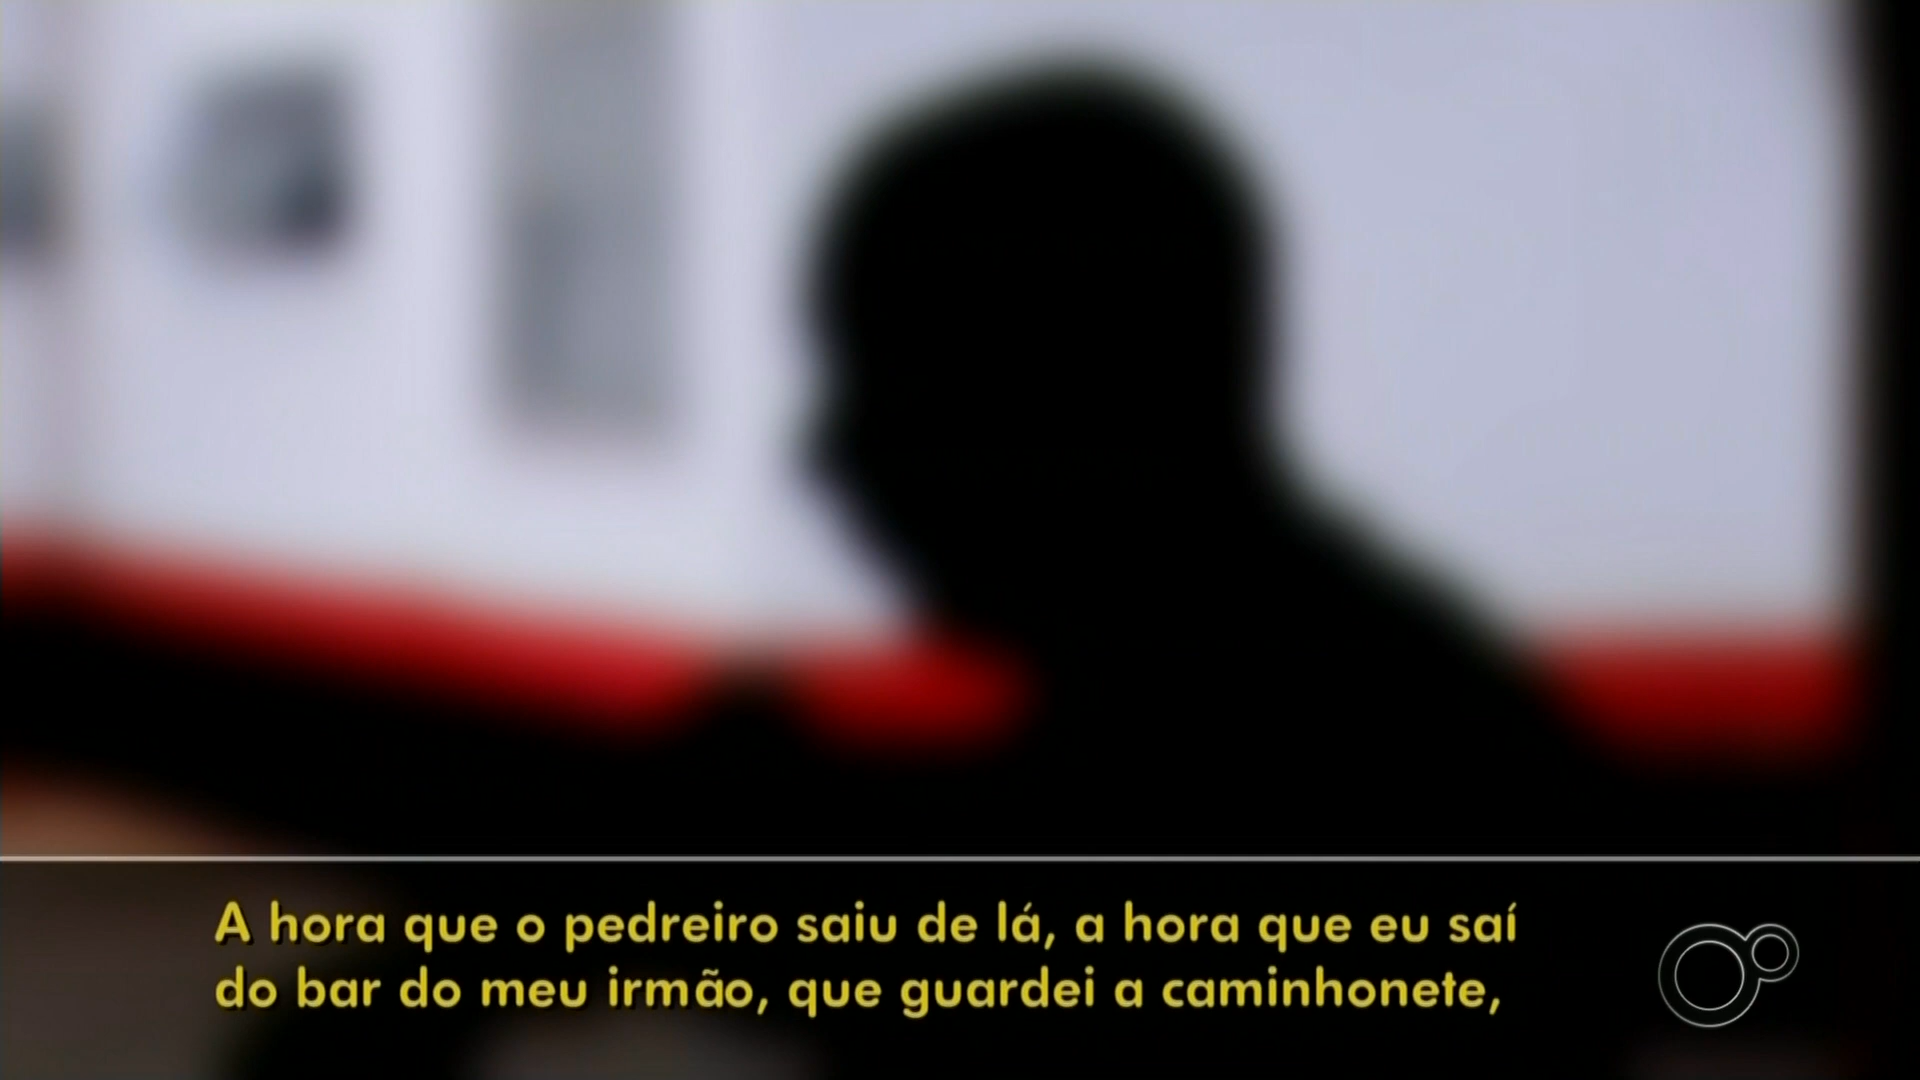 A hora que o pedreiro saiu de lá, a hora que eu saí
do bar do meu irmão, que guardei a caminhonete,